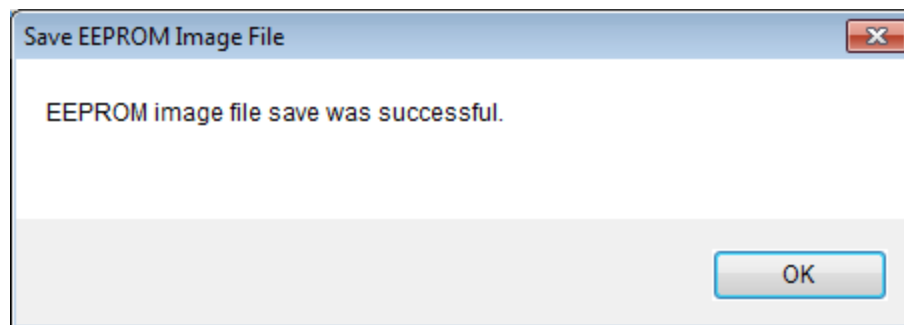 Save EEPROM Image File
EEPROM image file save was successful.
OK